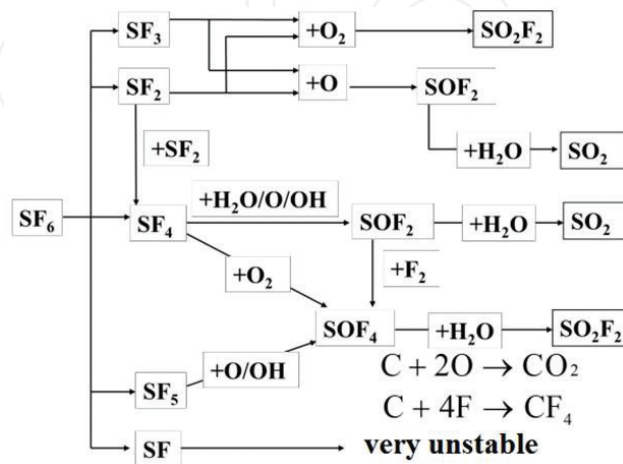 SF₃ +O₂ SO₂F₂
SF₂ +O SOF₂
+SF₂ +H₂O SO₂
+H₂O/O/OH
SF₆ SF₄ SOF₂ +H₂O SO₂
+O₂ +F₂
SOF₄ +H₂O SO₂F₂
+O/OH
SF₅
C + 2O → CO₂
C + 4F → CF₄
SF very unstable